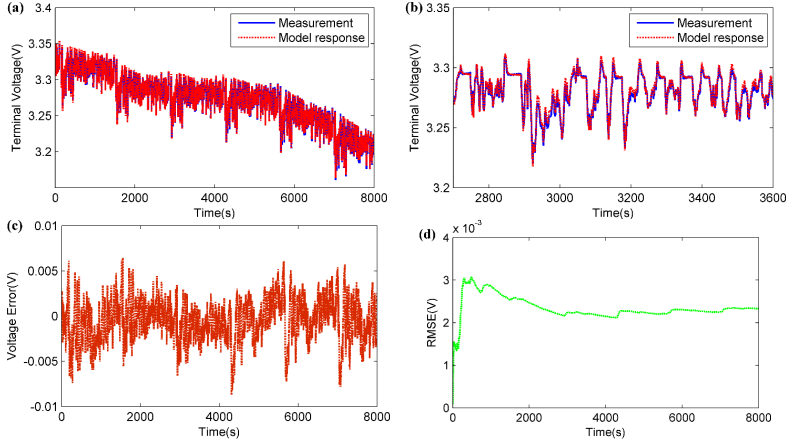 (a)
Terminal Voltage(V)
3.4
3.35
3.3
3.25
3.2
Measurement
Model response
0 2000 4000 6000 8000
Time(s)
(b)
Terminal Voltage(V)
3.35
3.3
3.25
3.2
Measurement
Model response
2800 3000 3200 3400 3600
Time(s)
(c)
Voltage Error(V)
0.01
0.005
0
-0.005
-0.01
0 2000 4000 6000 8000
Time(s)
(d)
x 10⁻³
RMSE(V)
4
3
2
1
0
0 2000 4000 6000 8000
Time(s)